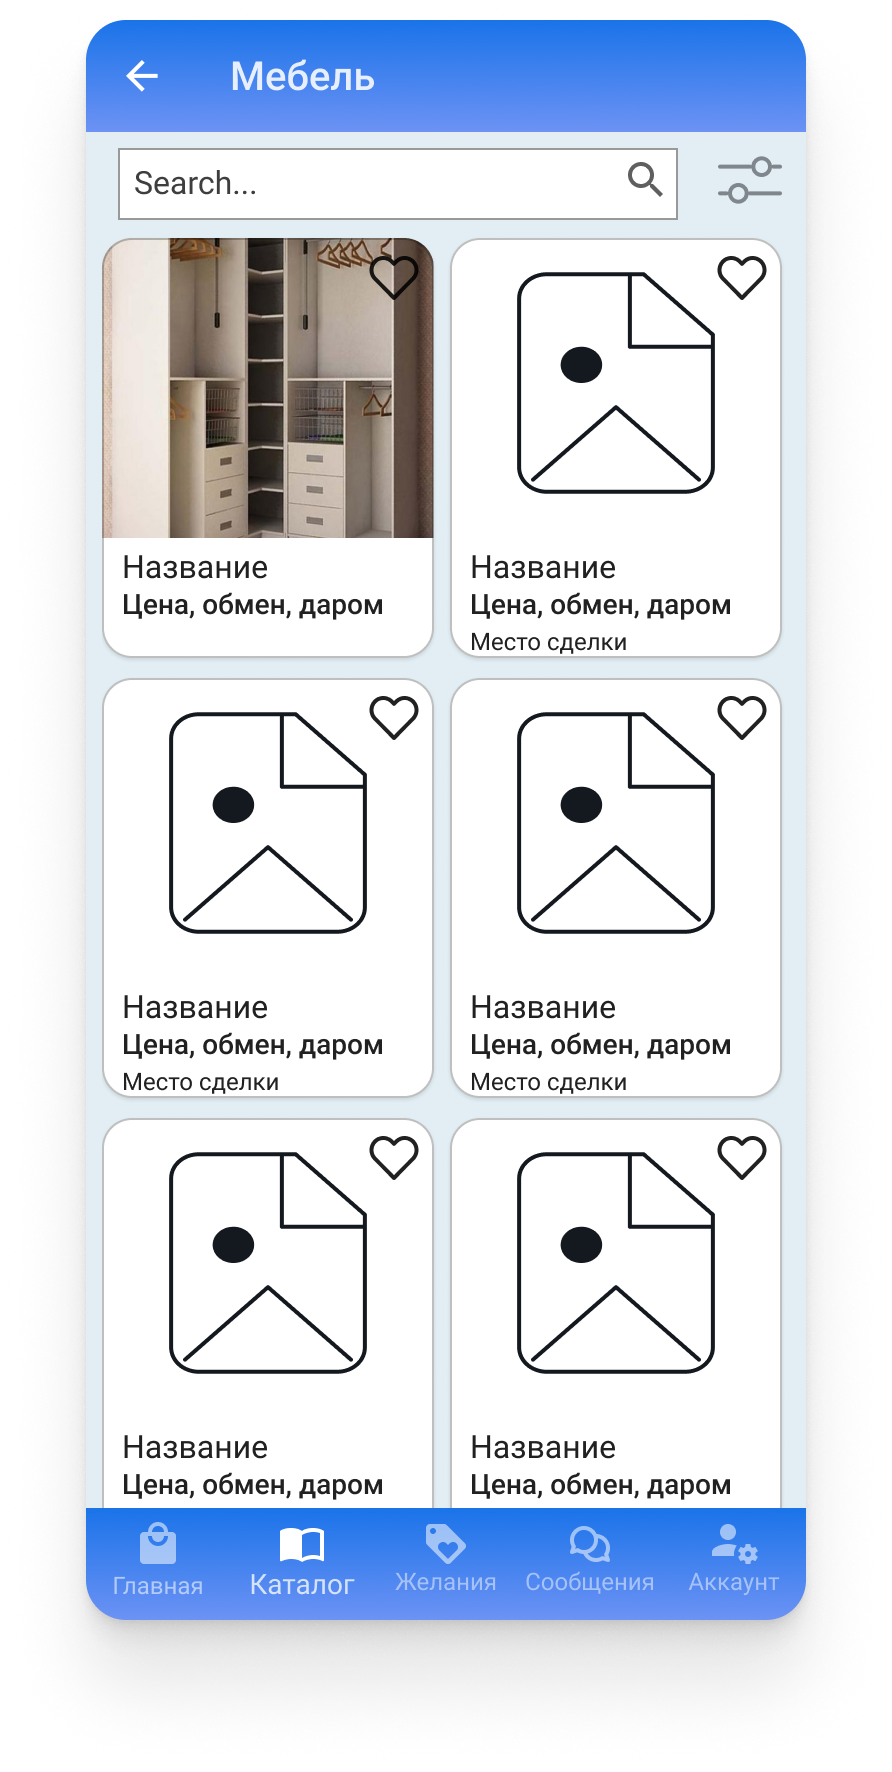 Мебель
Search...
Название
Цена, обмен, даром
Название
Цена, обмен, даром
Место сделки
Название
Цена, обмен, даром
Место сделки
Название
Цена, обмен, даром
Место сделки
Название
Цена, обмен, даром
Название
Цена, обмен, даром
Главная
Каталог
Желания
Сообщения
Аккаунт